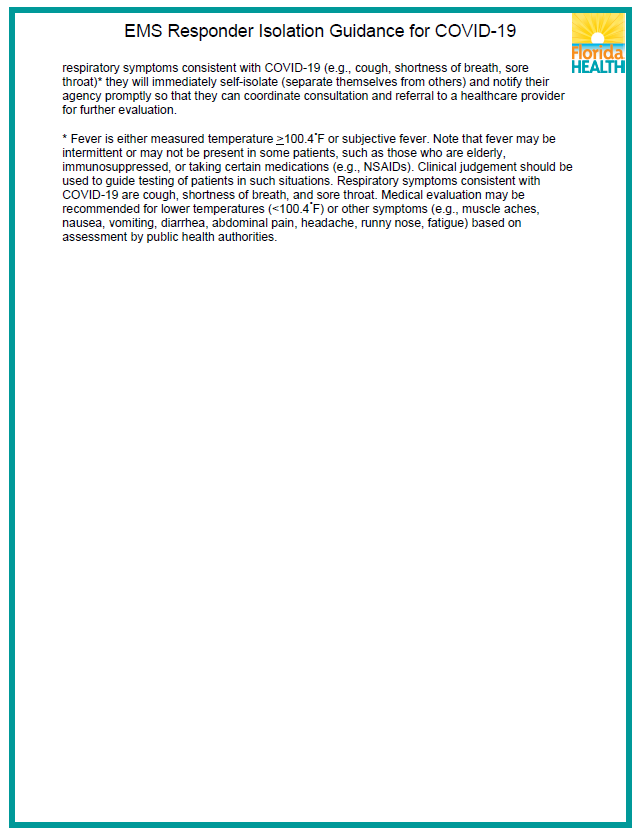 EMS Responder Isolation Guidance for COVID-19
Florida
HEALTH
respiratory symptoms consistent with COVID-19 (e.g., cough, shortness of breath, sore
throat)* they will immediately self-isolate (separate themselves from others) and notify their
agency promptly so that they can coordinate consultation and referral to a healthcare provider
for further evaluation.
* Fever is either measured temperature ≥100.4°F or subjective fever. Note that fever may be
intermittent or may not be present in some patients, such as those who are elderly,
immunosuppressed, or taking certain medications (e.g., NSAIDs). Clinical judgement should be
used to guide testing of patients in such situations. Respiratory symptoms consistent with
COVID-19 are cough, shortness of breath, and sore throat. Medical evaluation may be
recommended for lower temperatures (<100.4°F) or other symptoms (e.g., muscle aches,
nausea, vomiting, diarrhea, abdominal pain, headache, runny nose, fatigue) based on
assessment by public health authorities.